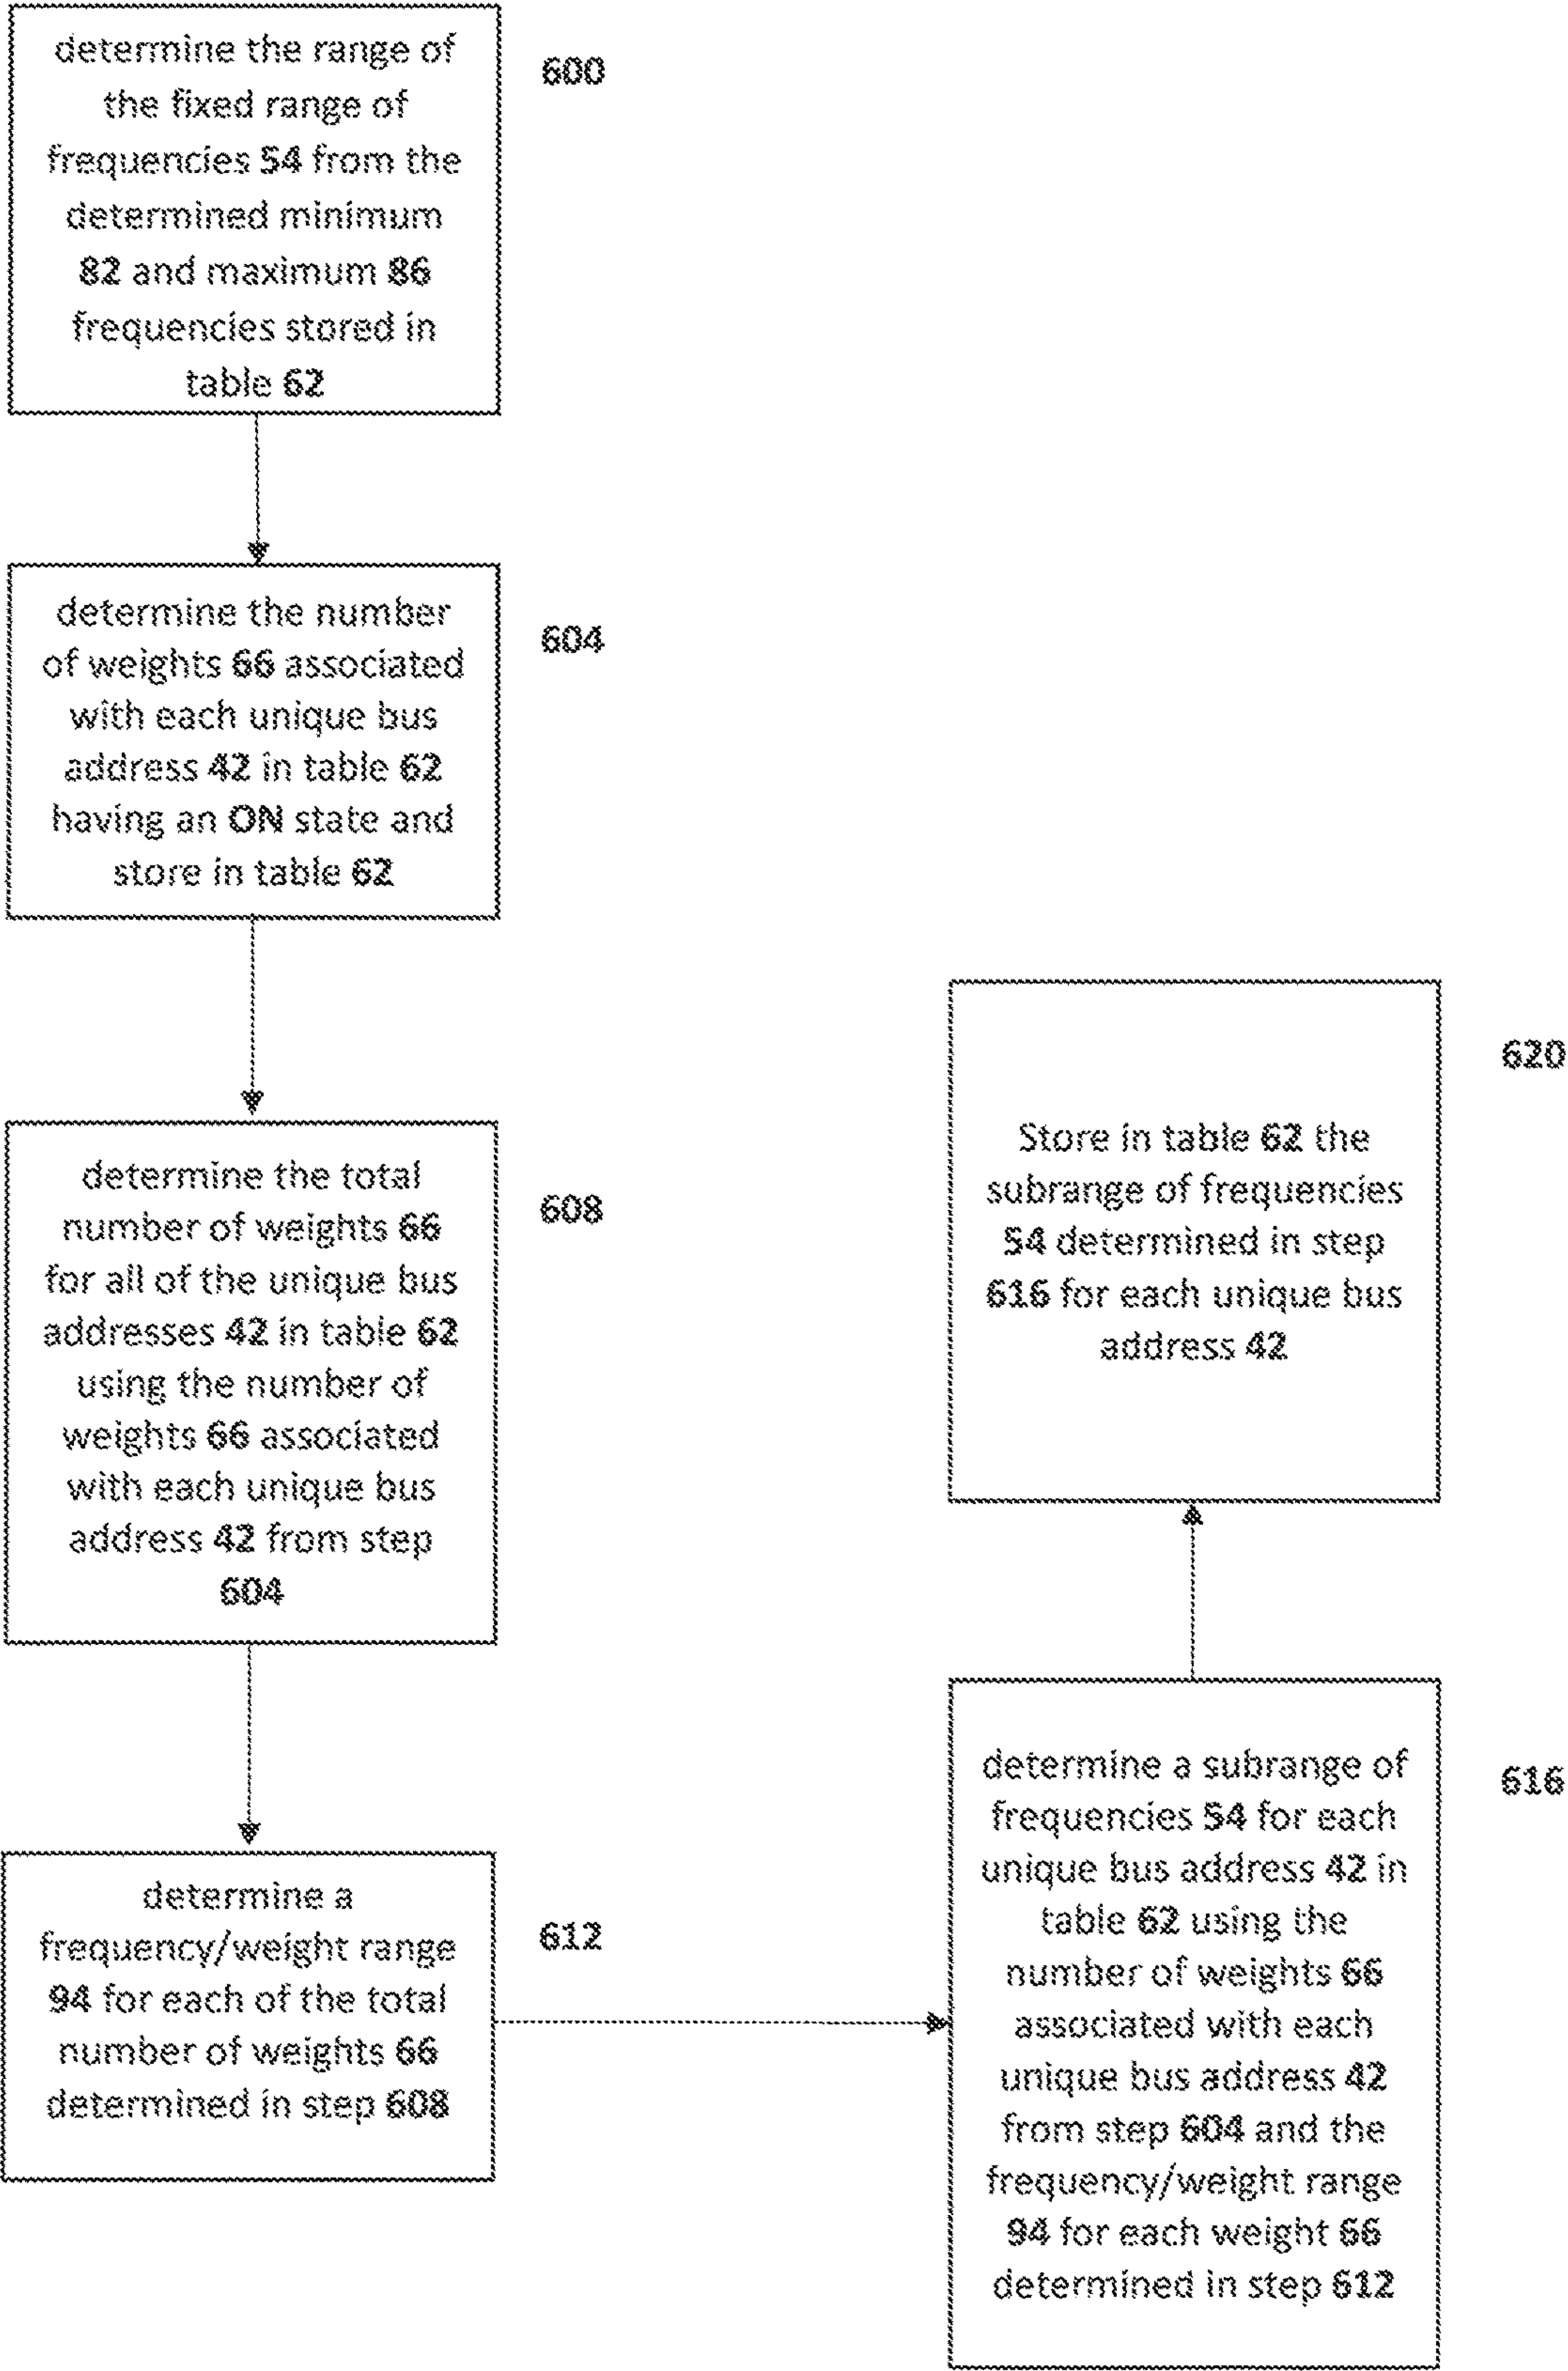 determine the range of
the fixed range of
frequencies 54 from the
determined minimum
82 and maximum 86
frequencies stored in
table 62
600
determine the number
of weights 66 associated
with each unique bus
address 42 in table 62
having an ON state and
store in table 62
604
determine the total
number of weights 66
for all of the unique bus
addresses 42 in table 62
using the number of
weights 66 associated
with each unique bus
address 42 from step
604
608
determine a
frequency/weight range
94 for each of the total
number of weights 66
determined in step 608
612
determine a subrange of
frequencies 54 for each
unique bus address 42 in
table 62 using the
number of weights 66
associated with each
unique bus address 42
from step 604 and the
frequency/weight range
94 for each weight 66
determined in step 612
616
Store in table 62 the
subrange of frequencies
54 determined in step
616 for each unique bus
address 42
620